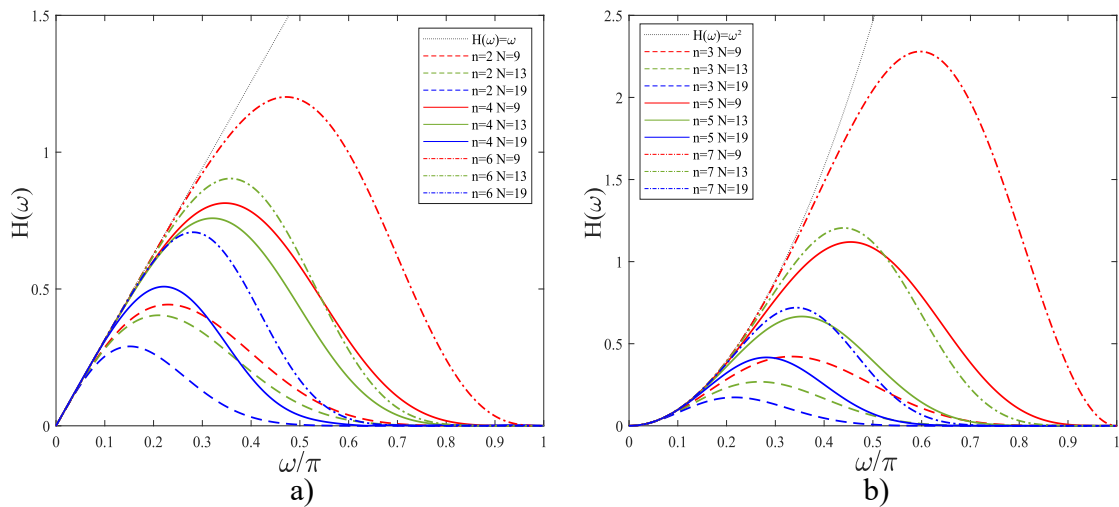 1.5
1
0.5
0
H(ω)
0
0.1
0.2
0.3
0.4
0.5
0.6
0.7
0.8
0.9
1
ω/π
a)
H(ω)=ω
n=2 N=9
n=2 N=13
n=2 N=19
n=4 N=9
n=4 N=13
n=4 N=19
n=6 N=9
n=6 N=13
n=6 N=19
2.5
2
1.5
1
0.5
0
H(ω)
0
0.1
0.2
0.3
0.4
0.5
0.6
0.7
0.8
0.9
1
ω/π
b)
H(ω)=ω²
n=3 N=9
n=3 N=13
n=3 N=19
n=5 N=9
n=5 N=13
n=5 N=19
n=7 N=9
n=7 N=13
n=7 N=19